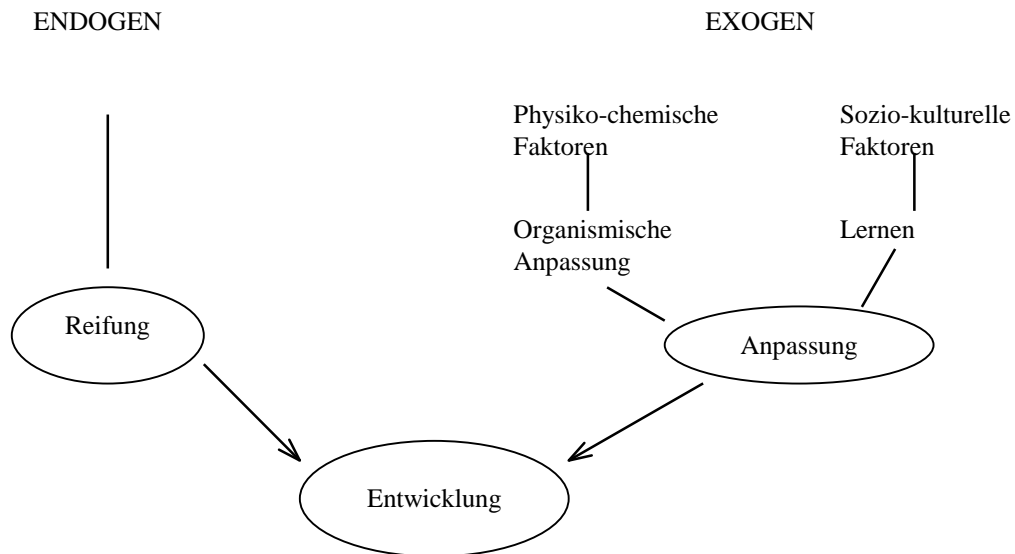 ENDOGEN
EXOGEN
Physiko-chemische
Faktoren
Sozio-kulturelle
Faktoren
Organismische
Anpassung
Lernen
Reifung
Anpassung
Entwicklung